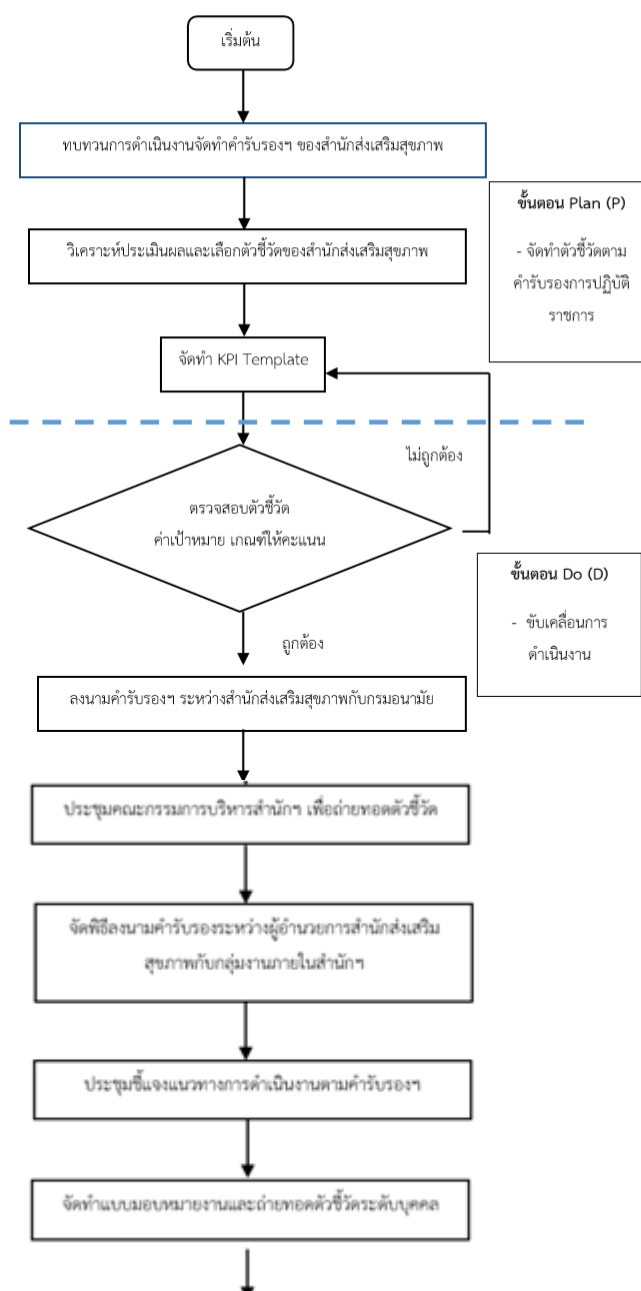 เริ่มต้น
ทบทวนการดำเนินงานจัดทำคำรับรองฯ ของสำนักส่งเสริมสุขภาพ
ขั้นตอน Plan (P)
- จัดทำตัวชี้วัดตาม
คำรับรองการปฏิบัติ
ราชการ
วิเคราะห์ประเมินผลและเลือกตัวชี้วัดของสำนักส่งเสริมสุขภาพ
จัดทำ KPI Template
ไม่ถูกต้อง
ตรวจสอบตัวชี้วัด
ค่าเป้าหมาย เกณฑ์ให้คะแนน
ขั้นตอน Do (D)
- ขับเคลื่อนการ
ดำเนินงาน
ถูกต้อง
ลงนามคำรับรองฯ ระหว่างสำนักส่งเสริมสุขภาพกับกรมอนามัย
ประชุมคณะกรรมการบริหารสำนักฯ เพื่อถ่ายทอดตัวชี้วัด
จัดพิธีลงนามคำรับรองระหว่างผู้อำนวยการสำนักส่งเสริม
สุขภาพกับกลุ่มงานภายในสำนักฯ
ประชุมชี้แจงแนวทางการดำเนินงานตามคำรับรองฯ
จัดทำแบบมอบหมายงานและถ่ายทอดตัวชี้วัดระดับบุคคล